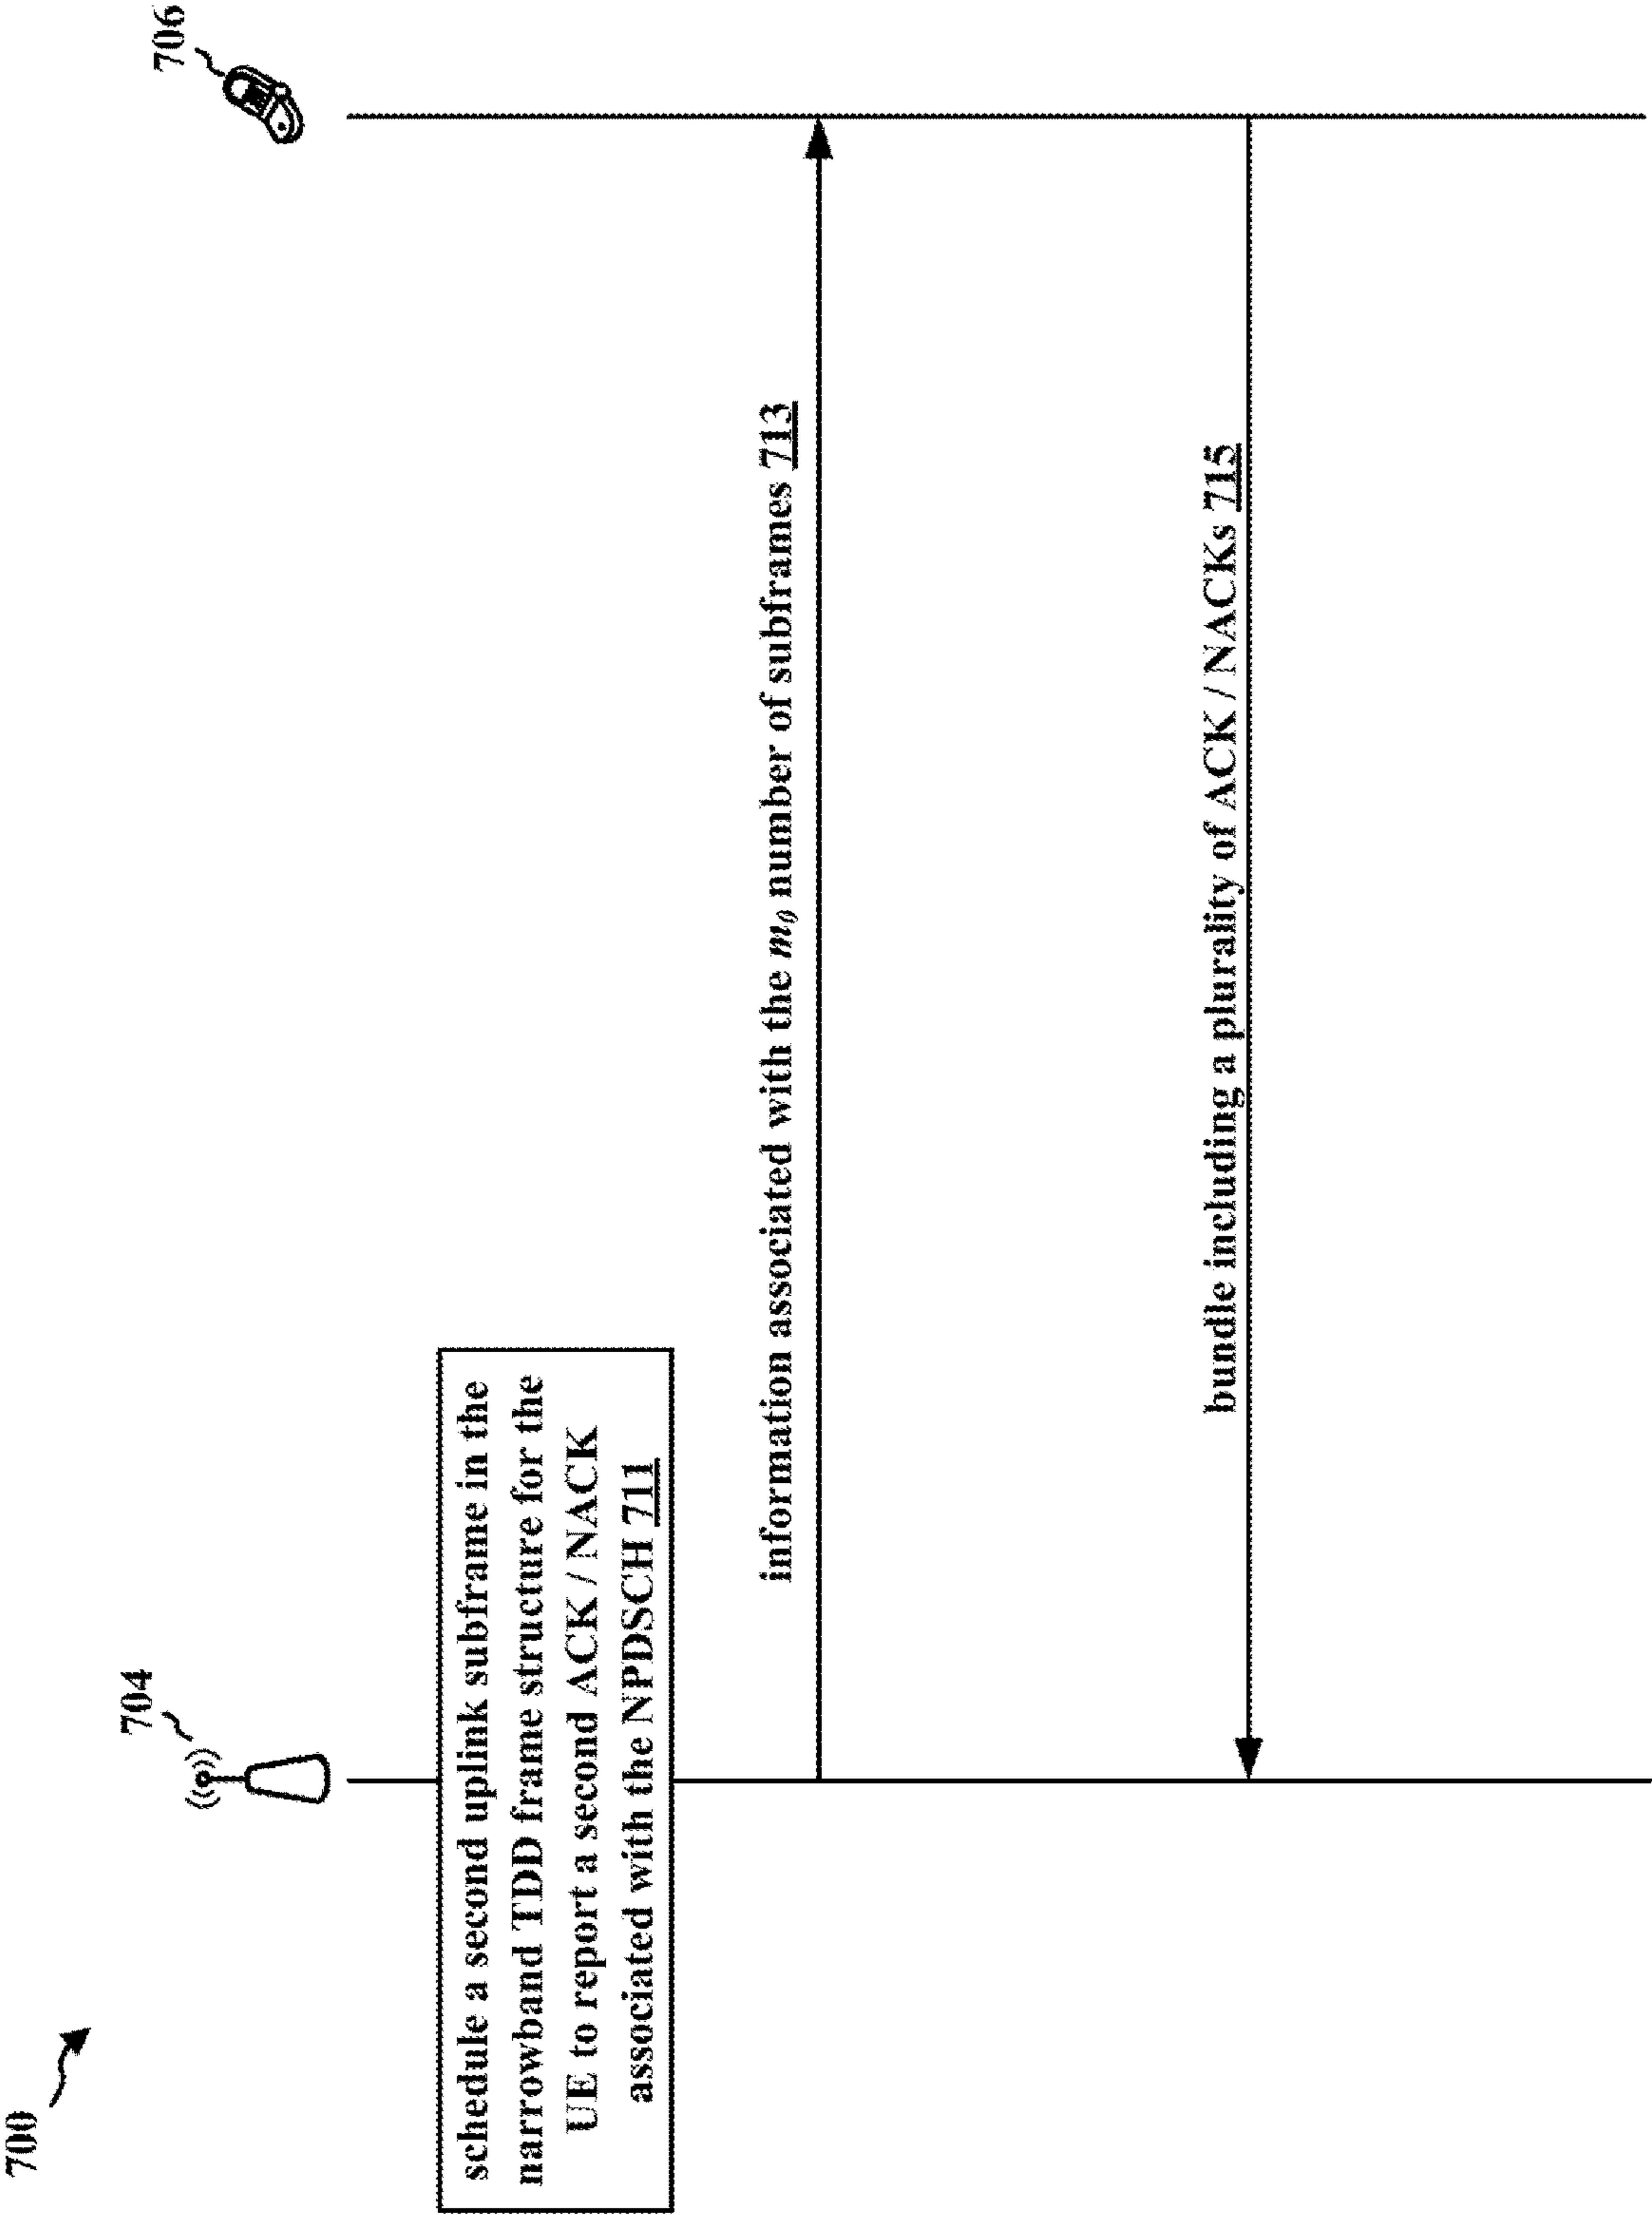 700
704
706
schedule a second uplink subframe in the
narrowband TDD frame structure for the
UE to report a second ACK / NACK
associated with the NPDSCH 711
information associated with the m0 number of subframes 713
bundle including a plurality of ACK / NACKs 715